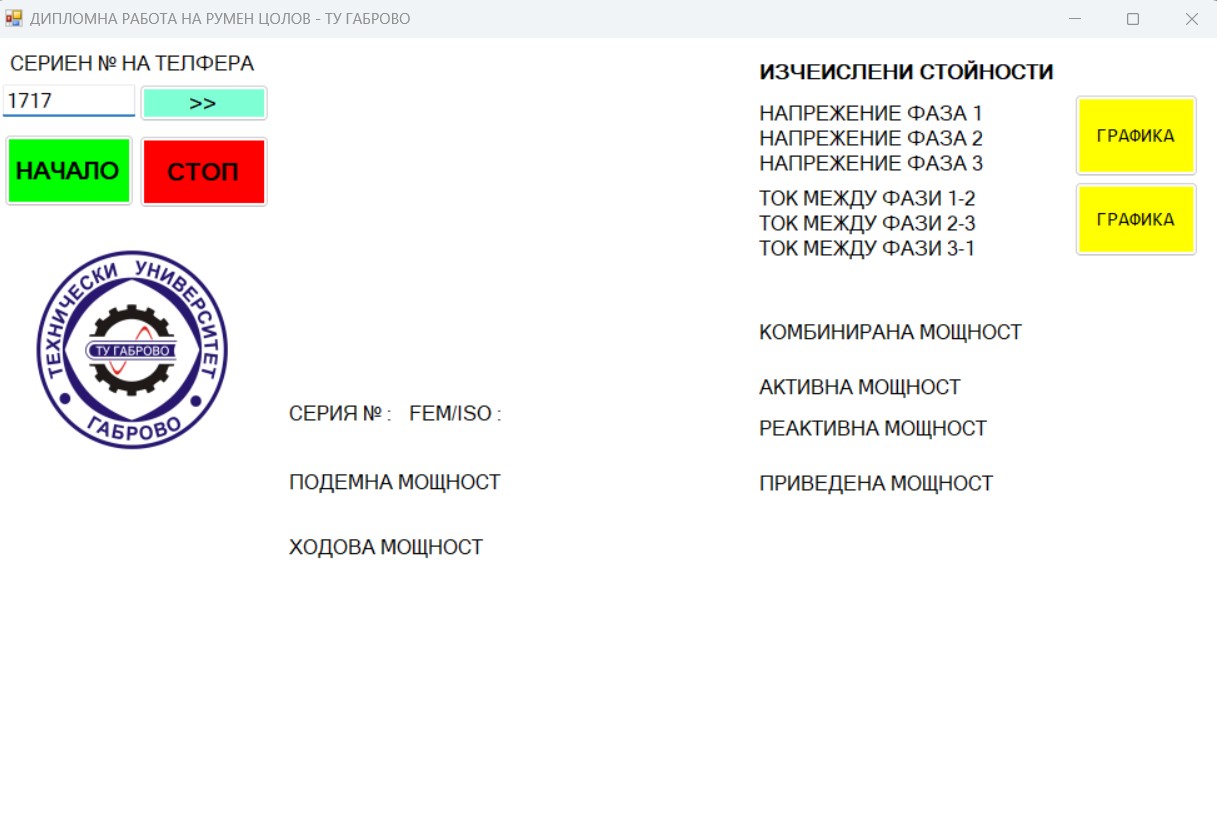 ДИПЛОМНА РАБОТА НА РУМЕН ЦОЛОВ - ТУ ГАБРОВО
СЕРИЕН № НА ТЕЛФЕРА
1717
>>
НАЧАЛО
СТОП
ТЕХНИЧЕСКИ УНИВЕРСИТЕТ
ТУ ГАБРОВО
ГАБРОВО
СЕРИЯ № : FEM/ISO :
ПОДЕМНА МОЩНОСТ
ХОДОВА МОЩНОСТ
ИЗЧЕИСЛЕНИ СТОЙНОСТИ
НАПРЕЖЕНИЕ ФАЗА 1
НАПРЕЖЕНИЕ ФАЗА 2
НАПРЕЖЕНИЕ ФАЗА 3
ГРАФИКА
ТОК МЕЖДУ ФАЗИ 1-2
ТОК МЕЖДУ ФАЗИ 2-3
ТОК МЕЖДУ ФАЗИ 3-1
ГРАФИКА
КОМБИНИРАНА МОЩНОСТ
АКТИВНА МОЩНОСТ
РЕАКТИВНА МОЩНОСТ
ПРИВЕДЕНА МОЩНОСТ